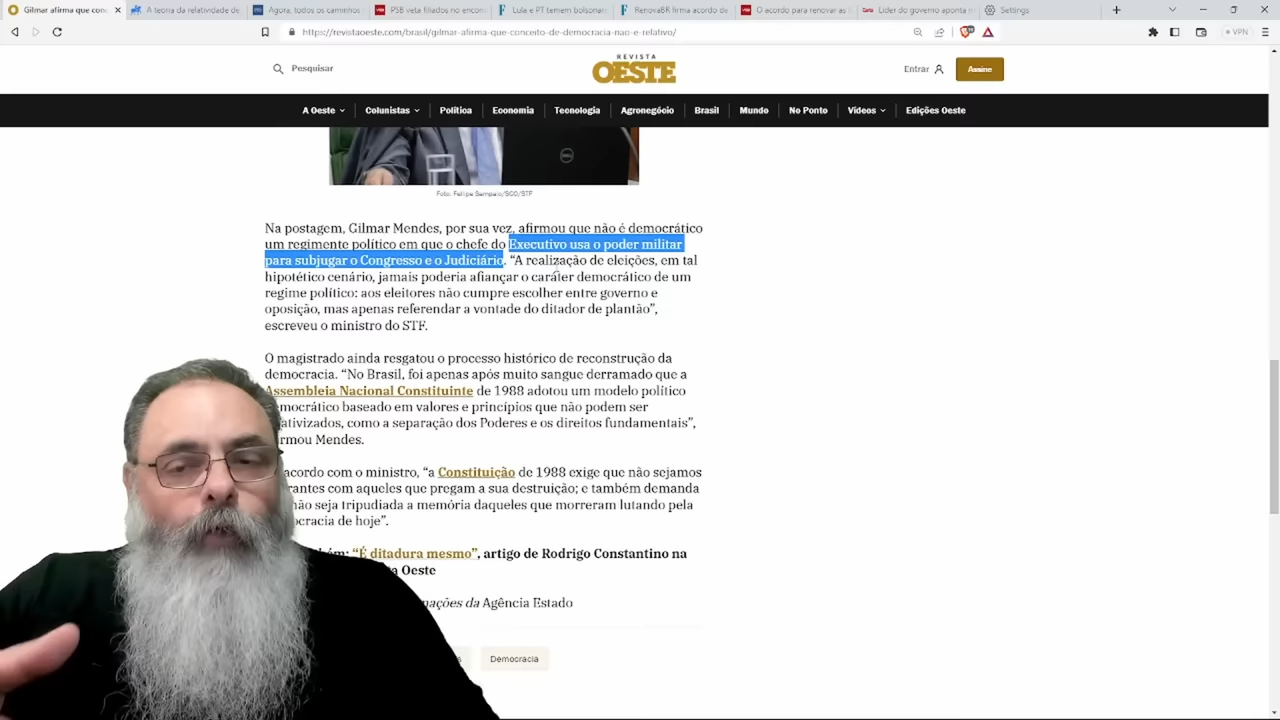 Gilmar afirma que conc
A teoria da relatividade de
Agora, todos os caminhos
PSB veta filiados no encon
Lula e PT temem bolsonar
RenovaBR firma acordo de
O acordo para renovar as l
Líder do governo aponta n
Settings
https://revistaoeste.com/brasil/gilmar-afirma-que-conceito-de-democracia-nao-e-relativo/
VPN
Pesquisar
REVISTA
OESTE
Entrar
Assine
A Oeste
Colunistas
Política
Economia
Tecnologia
Agronegócio
Brasil
Mundo
No Ponto
Vídeos
Edições Oeste
Foto: Fellipe Sampaio/SCO/STF
Na postagem, Gilmar Mendes, por sua vez, afirmou que não é democrático
um regimente político em que o chefe do Executivo usa o poder militar
para subjugar o Congresso e o Judiciário. “A realização de eleições, em tal
hipotético cenário, jamais poderia afiançar o caráter democrático de um
regime político: aos eleitores não cumpre escolher entre governo e
oposição, mas apenas referendar a vontade do ditador de plantão”,
escreveu o ministro do STF.
O magistrado ainda resgatou o processo histórico de reconstrução da
democracia. “No Brasil, foi apenas após muito sangue derramado que a
Assembleia Nacional Constituinte de 1988 adotou um modelo político
democrático baseado em valores e princípios que não podem ser
ativizados, como a separação dos Poderes e os direitos fundamentais”,
rmou Mendes.
acordo com o ministro, “a Constituição de 1988 exige que não sejamos
rantes com aqueles que pregam a sua destruição; e também demanda
não seja tripudiada a memória daqueles que morreram lutando pela
ocracia de hoje”.
bém: “É ditadura mesmo”, artigo de Rodrigo Constantino na
a Oeste
mações da Agência Estado
Democracia